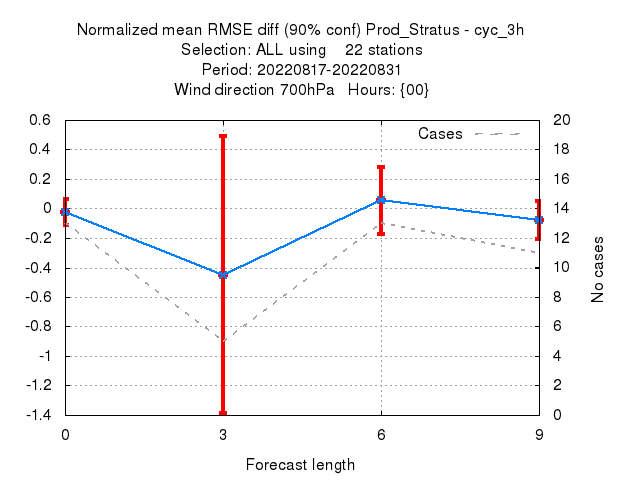 Normalized mean RMSE diff (90% conf) Prod_Stratus - cyc_3h
Selection: ALL using    22 stations
Period: 20220817-20220831
Wind direction 700hPa   Hours: {00}
Cases
0.6
0.4
0.2
0
-0.2
-0.4
-0.6
-0.8
-1
-1.2
-1.4
20
18
16
14
12
10
8
6
4
2
0
No cases
0 3 6 9
Forecast length